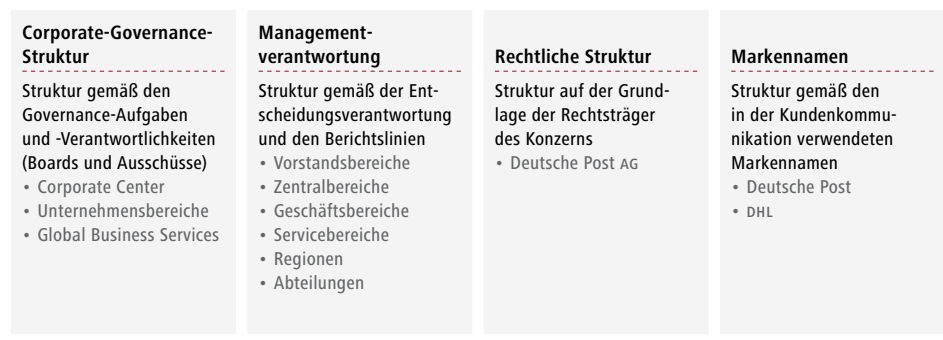 Corporate-Governance-
Struktur
Struktur gemäß den
Governance-Aufgaben
und -Verantwortlichkeiten
(Boards und Ausschüsse)
• Corporate Center
• Unternehmensbereiche
• Global Business Services
Management-
verantwortung
Struktur gemäß der Ent-
scheidungsverantwortung
und den Berichtslinien
• Vorstandsbereiche
• Zentralbereiche
• Geschäftsbereiche
• Servicebereiche
• Regionen
• Abteilungen
Rechtliche Struktur
Struktur auf der Grund-
lage der Rechtsträger
des Konzerns
• Deutsche Post AG
Markennamen
Struktur gemäß den
in der Kundenkommu-
nikation verwendeten
Markennamen
• Deutsche Post
• DHL